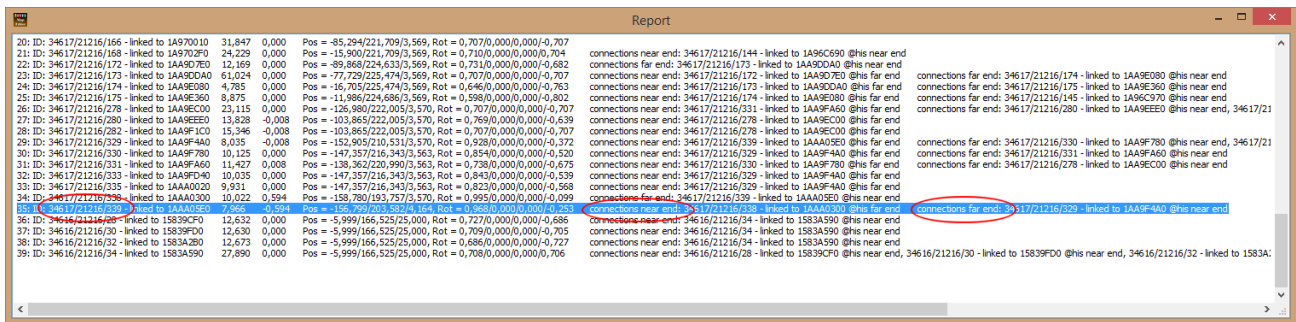 Report
20: ID: 34617/21216/166 - linked to 1A970010 31,847 0,000 Pos = -85,294/221,709/3,569, Rot = 0,707/0,000/0,000/-0,707
21: ID: 34617/21216/168 - linked to 1A9702F0 24,229 0,000 Pos = -15,900/221,709/3,569, Rot = 0,710/0,000/0,000/0,704 connections near end: 34617/21216/144 - linked to 1A96C690 @his near end
22: ID: 34617/21216/172 - linked to 1AA9D7E0 12,169 0,000 Pos = -89,868/224,633/3,569, Rot = 0,731/0,000/0,000/-0,682 connections far end: 34617/21216/173 - linked to 1AA9DDA0 @his near end
23: ID: 34617/21216/173 - linked to 1AA9DDA0 61,024 0,000 Pos = -77,729/225,474/3,569, Rot = 0,707/0,000/0,000/-0,707 connections near end: 34617/21216/172 - linked to 1AA9D7E0 @his far end connections far end: 34617/21216/174 - linked to 1AA9E080 @his near end
24: ID: 34617/21216/174 - linked to 1AA9E080 4,785 0,000 Pos = -16,705/225,474/3,569, Rot = 0,646/0,000/0,000/-0,763 connections near end: 34617/21216/173 - linked to 1AA9DDA0 @his far end connections far end: 34617/21216/175 - linked to 1AA9E360 @his near end
25: ID: 34617/21216/175 - linked to 1AA9E360 8,875 0,000 Pos = -11,986/224,686/3,569, Rot = 0,598/0,000/0,000/-0,802 connections near end: 34617/21216/174 - linked to 1AA9E080 @his far end connections far end: 34617/21216/145 - linked to 1A96C970 @his near end
26: ID: 34617/21216/278 - linked to 1AA9EC00 23,115 0,000 Pos = -126,980/222,005/3,570, Rot = 0,707/0,000/0,000/-0,707 connections near end: 34617/21216/331 - linked to 1AA9FA60 @his far end connections far end: 34617/21216/280 - linked to 1AA9EEE0 @his near end, 34617/21
27: ID: 34617/21216/280 - linked to 1AA9EEE0 13,828 -0,008 Pos = -103,865/222,005/3,570, Rot = 0,769/0,000/0,000/-0,639 connections near end: 34617/21216/278 - linked to 1AA9EC00 @his far end
28: ID: 34617/21216/282 - linked to 1AA9F1C0 15,346 -0,008 Pos = -103,865/222,005/3,570, Rot = 0,707/0,000/0,000/-0,707 connections near end: 34617/21216/278 - linked to 1AA9EC00 @his far end
29: ID: 34617/21216/329 - linked to 1AA9F4A0 8,035 -0,008 Pos = -152,905/210,531/3,570, Rot = 0,928/0,000/0,000/-0,372 connections near end: 34617/21216/339 - linked to 1AAA05E0 @his far end connections far end: 34617/21216/330 - linked to 1AA9F780 @his near end, 34617/21
30: ID: 34617/21216/330 - linked to 1AA9F780 10,125 0,000 Pos = -147,357/216,343/3,563, Rot = 0,854/0,000/0,000/-0,520 connections near end: 34617/21216/329 - linked to 1AA9F4A0 @his far end connections far end: 34617/21216/331 - linked to 1AA9FA60 @his near end
31: ID: 34617/21216/331 - linked to 1AA9FA60 11,427 0,008 Pos = -138,362/220,990/3,563, Rot = 0,738/0,000/0,000/-0,675 connections near end: 34617/21216/330 - linked to 1AA9F780 @his far end connections far end: 34617/21216/278 - linked to 1AA9EC00 @his near end
32: ID: 34617/21216/333 - linked to 1AA9FD40 10,035 0,000 Pos = -147,357/216,343/3,563, Rot = 0,843/0,000/0,000/-0,539 connections near end: 34617/21216/329 - linked to 1AA9F4A0 @his far end
33: ID: 34617/21216/335 - linked to 1AAA0020 9,931 0,000 Pos = -147,357/216,343/3,563, Rot = 0,823/0,000/0,000/-0,568 connections near end: 34617/21216/329 - linked to 1AA9F4A0 @his far end
34: ID: 34617/21216/338 - linked to 1AAA0300 10,022 0,594 Pos = -158,780/193,757/3,570, Rot = 0,995/0,000/0,000/-0,099 connections far end: 34617/21216/339 - linked to 1AAA05E0 @his near end
35: ID: 34617/21216/339 - linked to 1AAA05E0 7,966 -0,594 Pos = -156,799/203,582/4,164, Rot = 0,968/0,000/0,000/-0,253 connections near end: 34617/21216/338 - linked to 1AAA0300 @his far end connections far end: 34617/21216/329 - linked to 1AA9F4A0 @his near end
36: ID: 34616/21216/28 - linked to 15839CF0 12,632 0,000 Pos = -5,999/166,525/25,000, Rot = 0,727/0,000/0,000/-0,686 connections near end: 34616/21216/34 - linked to 1583A590 @his near end
37: ID: 34616/21216/30 - linked to 15839FD0 12,630 0,000 Pos = -5,999/166,525/25,000, Rot = 0,709/0,000/0,000/-0,705 connections near end: 34616/21216/34 - linked to 1583A590 @his near end
38: ID: 34616/21216/32 - linked to 1583A2B0 12,673 0,000 Pos = -5,999/166,525/25,000, Rot = 0,686/0,000/0,000/-0,727 connections near end: 34616/21216/34 - linked to 1583A590 @his near end
39: ID: 34616/21216/34 - linked to 1583A590 27,890 0,000 Pos = -5,999/166,525/25,000, Rot = 0,708/0,000/0,000/0,706 connections near end: 34616/21216/28 - linked to 15839CF0 @his near end, 34616/21216/30 - linked to 15839FD0 @his near end, 34616/21216/32 - linked to 1583A